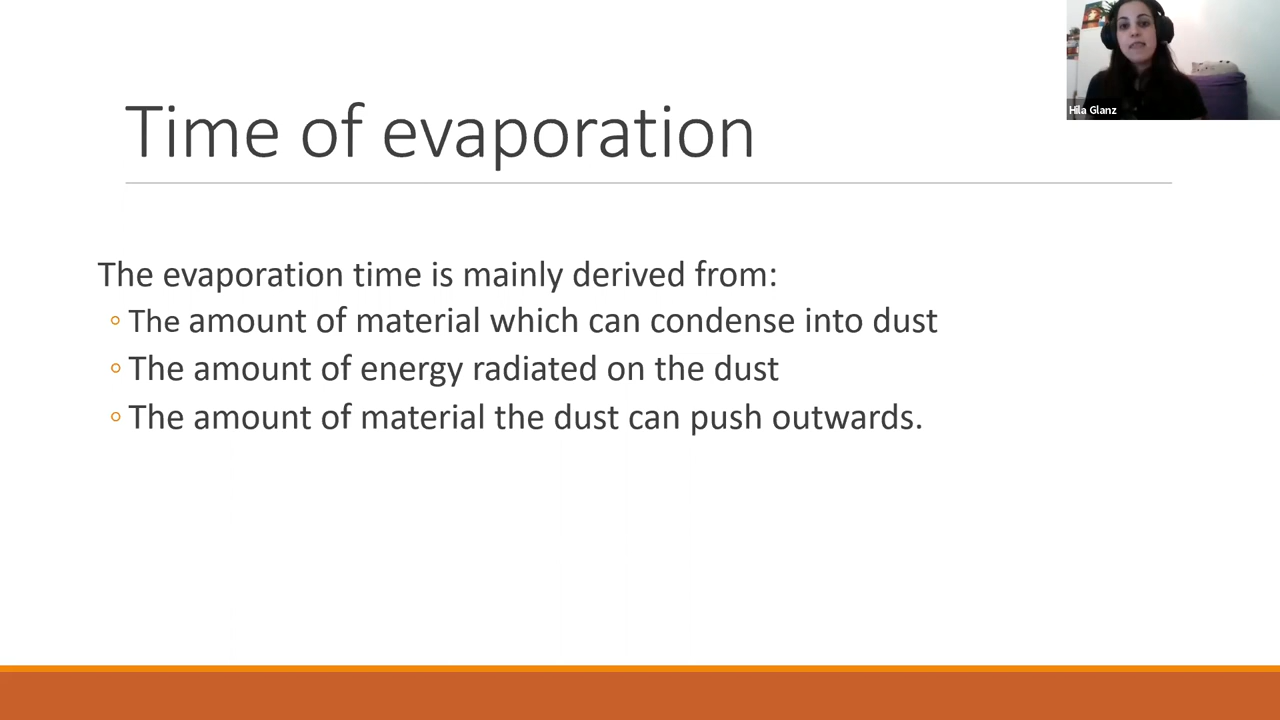 Hila Glanz
Time of evaporation
The evaporation time is mainly derived from:
◦ The amount of material which can condense into dust
◦ The amount of energy radiated on the dust
◦ The amount of material the dust can push outwards.